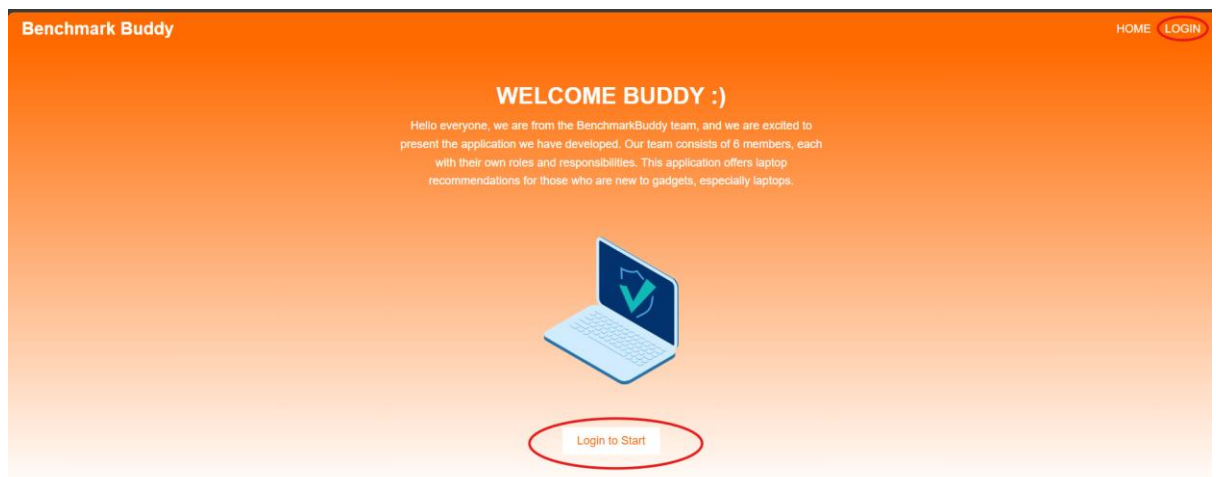 Benchmark Buddy
HOME LOGIN
WELCOME BUDDY :)
Hello everyone, we are from the BenchmarkBuddy team, and we are excited to
present the application we have developed. Our team consists of 6 members, each
with their own roles and responsibilities. This application offers laptop
recommendations for those who are new to gadgets, especially laptops.
Login to Start